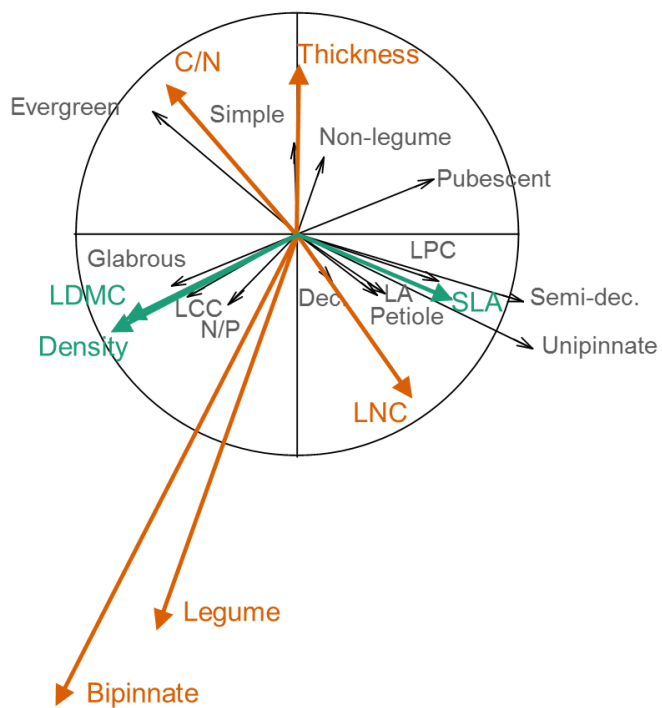 C/N
Thickness
Evergreen
Simple
Non-legume
Pubescent
Glabrous
LPC
LDMC
LCC
Dec.
LA
SLA
Semi-dec.
Density
N/P
Petiole
Unipinnate
LNC
Legume
Bipinnate